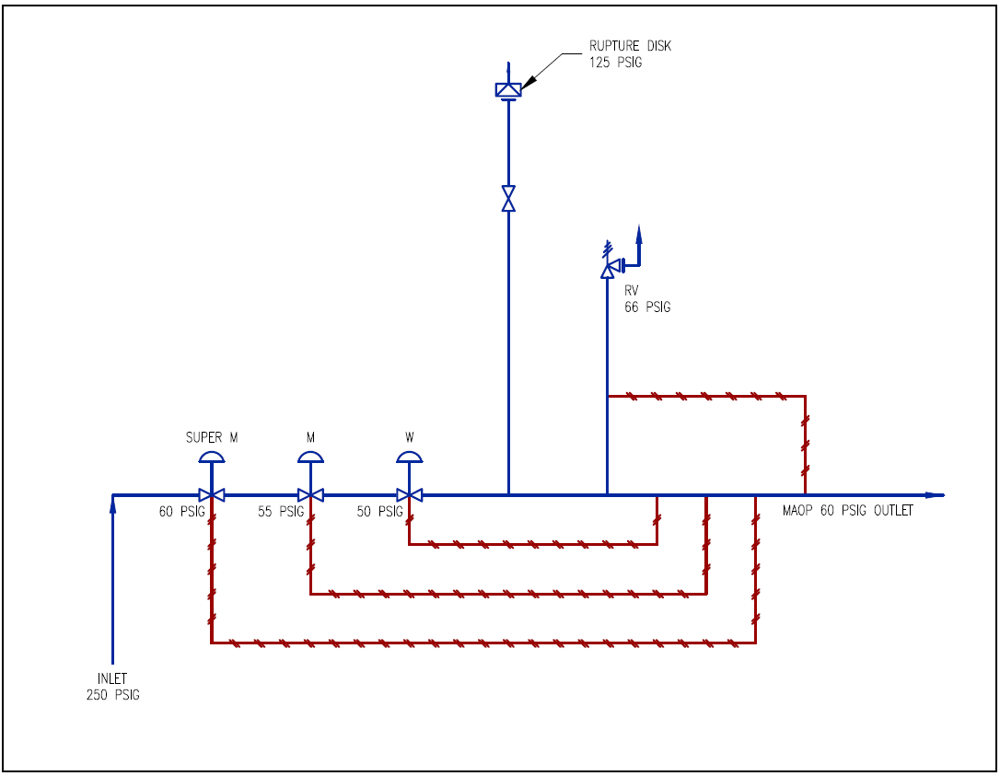 RUPTURE DISK
125 PSIG
RV
66 PSIG
SUPER M
M
W
60 PSIG
55 PSIG
50 PSIG
MAOP 60 PSIG OUTLET
INLET
250 PSIG